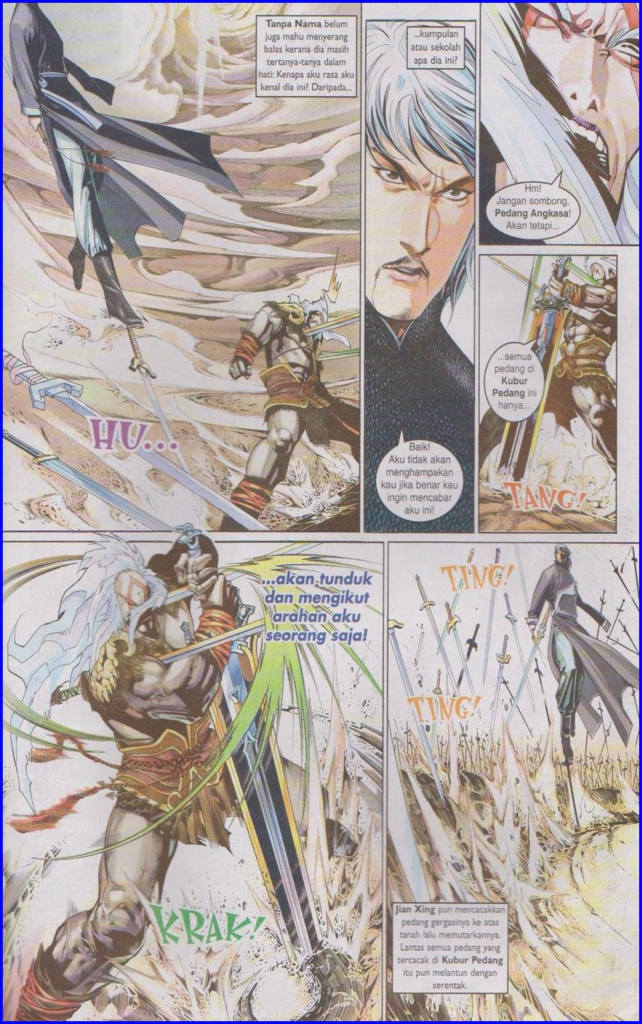 Tanpa Nama belum
juga mahu menyerang
balas kerana dia masih
tertanya-tanya dalam
hati: Kenapa aku rasa aku
kenal dia ini? Daripada...
...kumpulan
atau sekolah
apa dia ini?
Hm!
Jangan sombong,
Pedang Angkasa!
Akan tetapi...
HU...
Baik!
Aku tidak akan
menghampakan
kau jika benar kau
ingin mencabar
aku ini!
...semua
pedang di
Kubur
Pedang ini
hanya...
TANG!
...akan tunduk
dan mengikut
arahan aku
seorang saja!
KRAK!
TING!
TING!
Jian Xing pun mencacakkan
pedang gergasinya ke atas
tanah lalu memutarkannya.
Lantas semua pedang yang
tercacak di Kubur Pedang
itu pun melantun dengan
serentak.